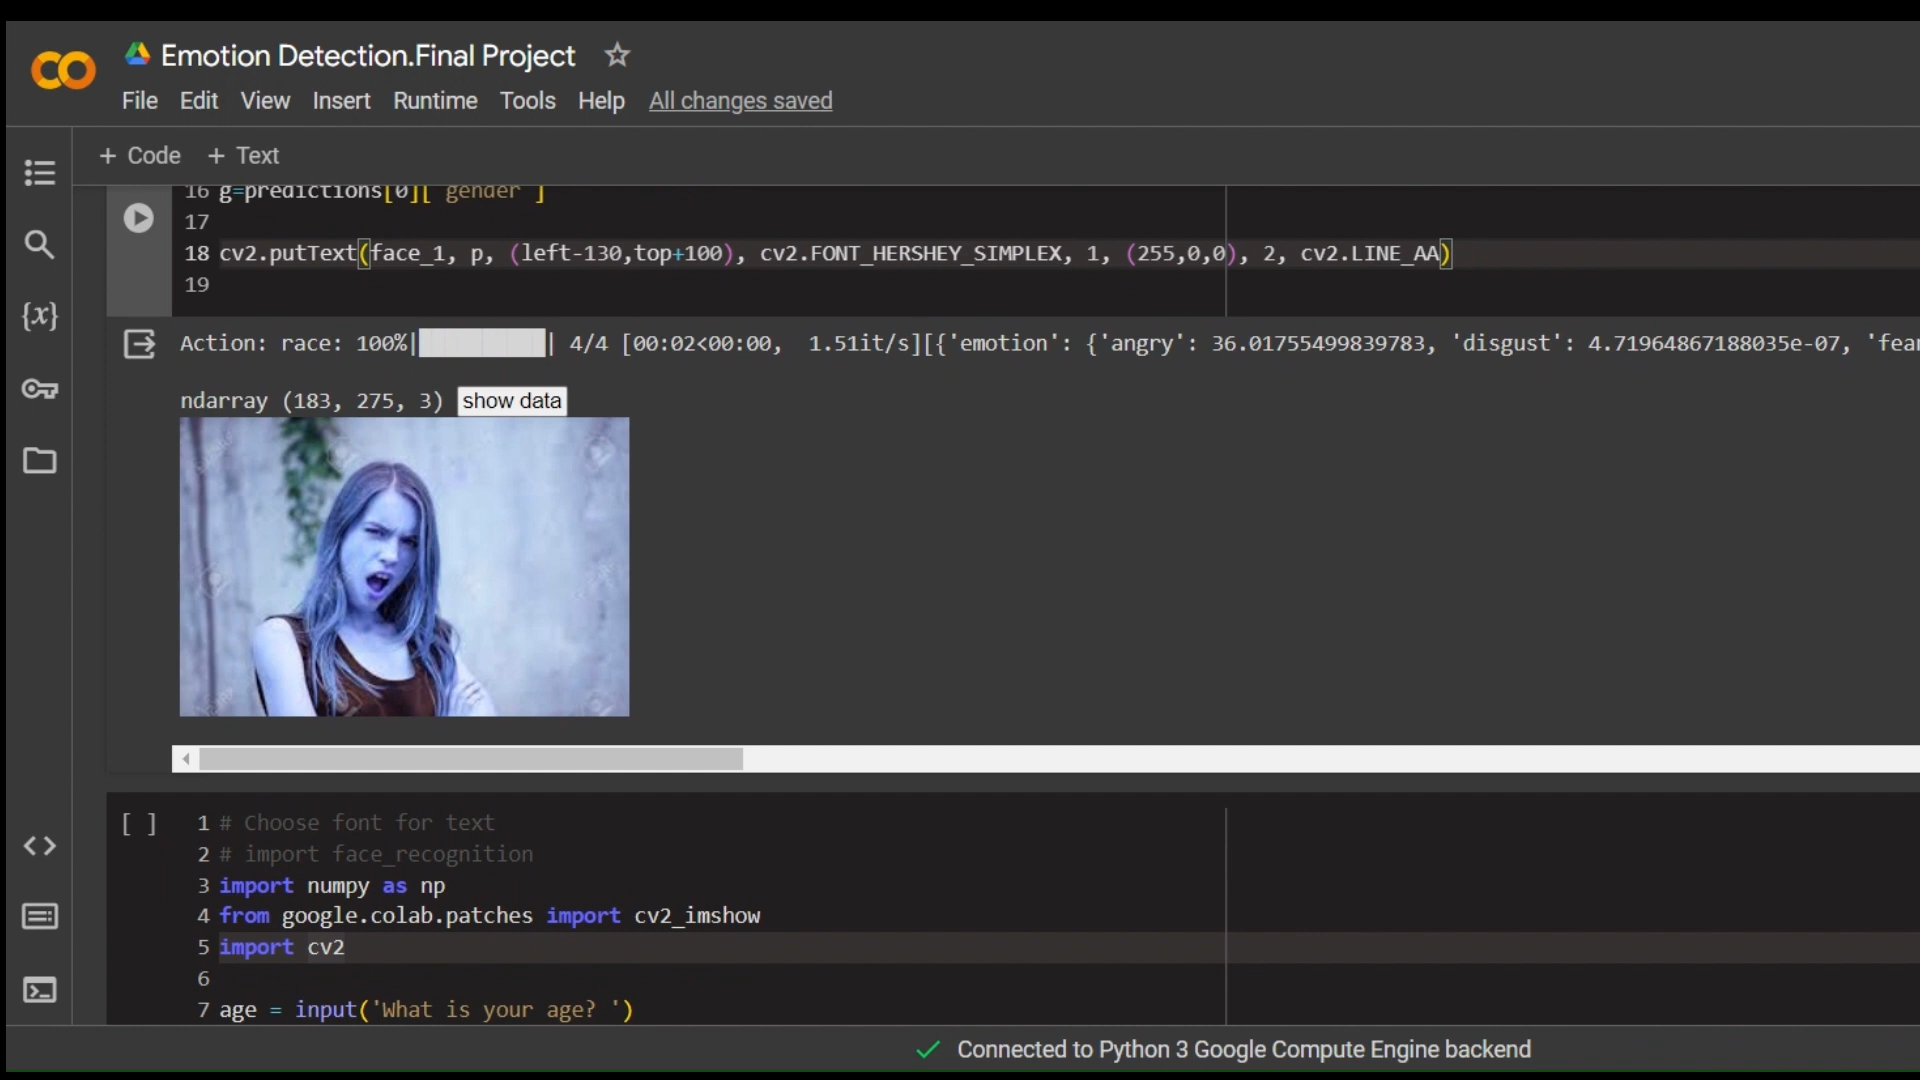 Emotion Detection.Final Project
File Edit View Insert Runtime Tools Help All changes saved
+ Code + Text
16 g=predictions[0][ gender ]
17
18 cv2.putText(face_1, p, (left-130,top+100), cv2.FONT_HERSHEY_SIMPLEX, 1, (255,0,0), 2, cv2.LINE_AA)
19
Action: race: 100%|██████████| 4/4 [00:02<00:00, 1.51it/s][{'emotion': {'angry': 36.01755499839783, 'disgust': 4.71964867188035e-07, 'fear
ndarray (183, 275, 3) show data
[ ] 1 # Choose font for text
2 # import face_recognition
3 import numpy as np
4 from google.colab.patches import cv2_imshow
5 import cv2
6
7 age = input('What is your age? ')
Connected to Python 3 Google Compute Engine backend